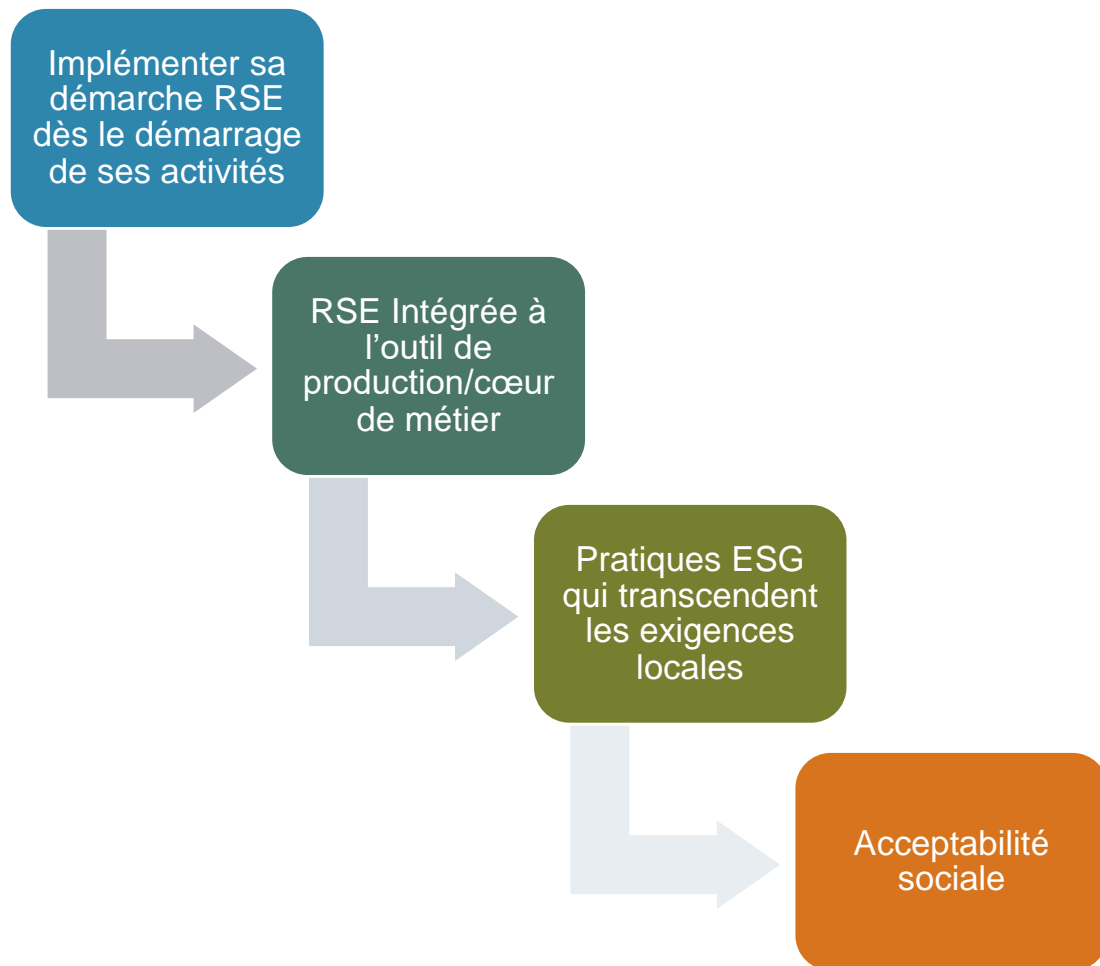 Implémenter sa
démarche RSE
dès le démarrage
de ses activités
RSE Intégrée à
l’outil de
production/cœur
de métier
Pratiques ESG
qui transcendent
les exigences
locales
Acceptabilité
sociale